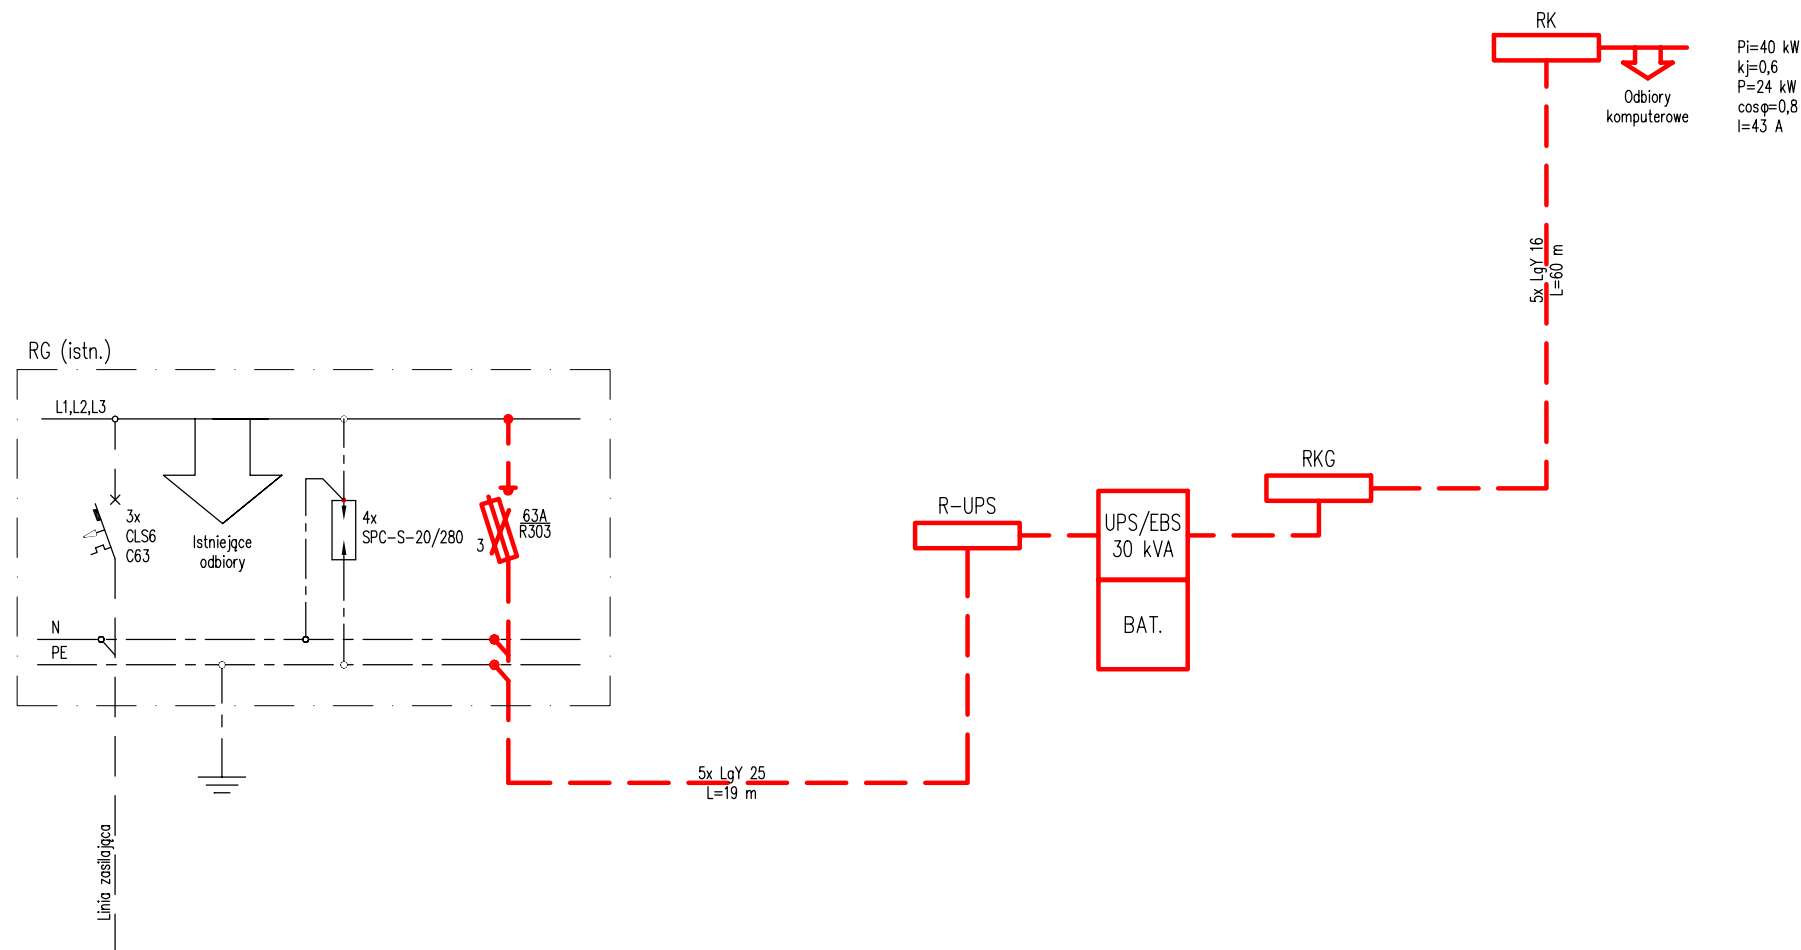 RK
Pi=40 kW
kj=0,6
P=24 kW
cosφ=0,8
I=43 A
Odbiory
komputerowe
5x LgY 16
L=60 m
RG (istn.)
L1,L2,L3
3x
CLS6
C63
Istniejące
odbiory
4x
SPC-S-20/280
3
63A
R303
N
PE
RKG
R-UPS
UPS/EBS
30 kVA
BAT.
5x LgY 25
L=19 m
Linia zasilająca